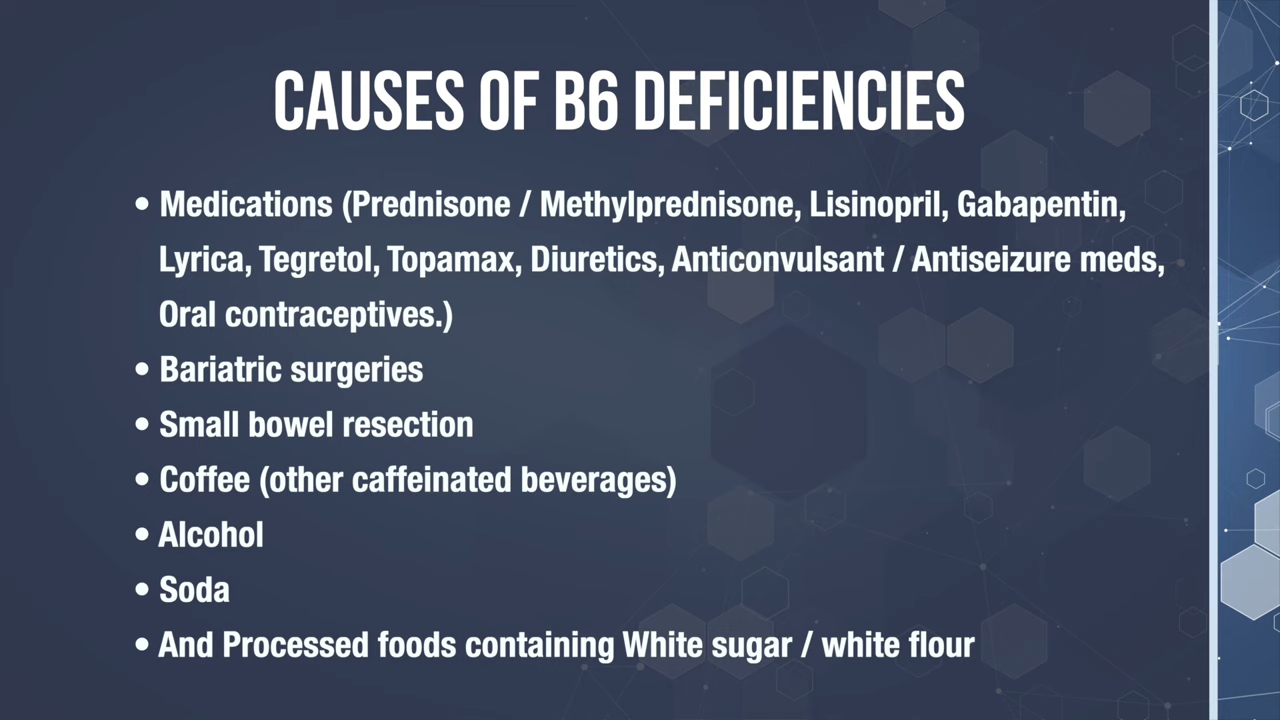 CAUSES OF B6 DEFICIENCIES
• Medications (Prednisone / Methylprednisone, Lisinopril, Gabapentin,
Lyrica, Tegretol, Topamax, Diuretics, Anticonvulsant / Antiseizure meds,
Oral contraceptives.)
• Bariatric surgeries
• Small bowel resection
• Coffee (other caffeinated beverages)
• Alcohol
• Soda
• And Processed foods containing White sugar / white flour